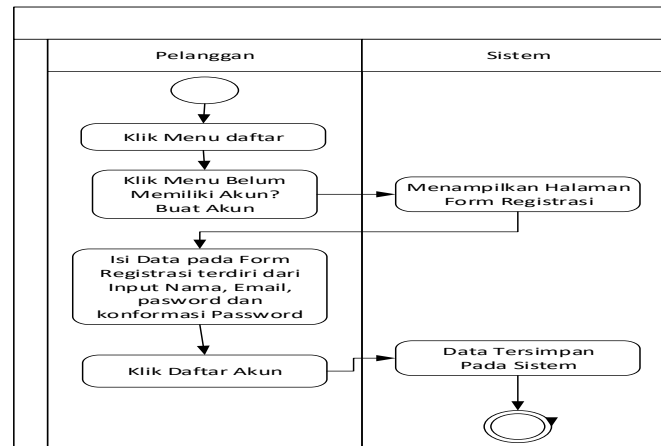 Pelanggan
Sistem
Klik Menu daftar
Klik Menu Belum
Memiliki Akun?
Buat Akun
Menampilkan Halaman
Form Registrasi
Isi Data pada Form
Registrasi terdiri dari
Input Nama, Email,
pasword dan
konformasi Password
Klik Daftar Akun
Data Tersimpan
Pada Sistem